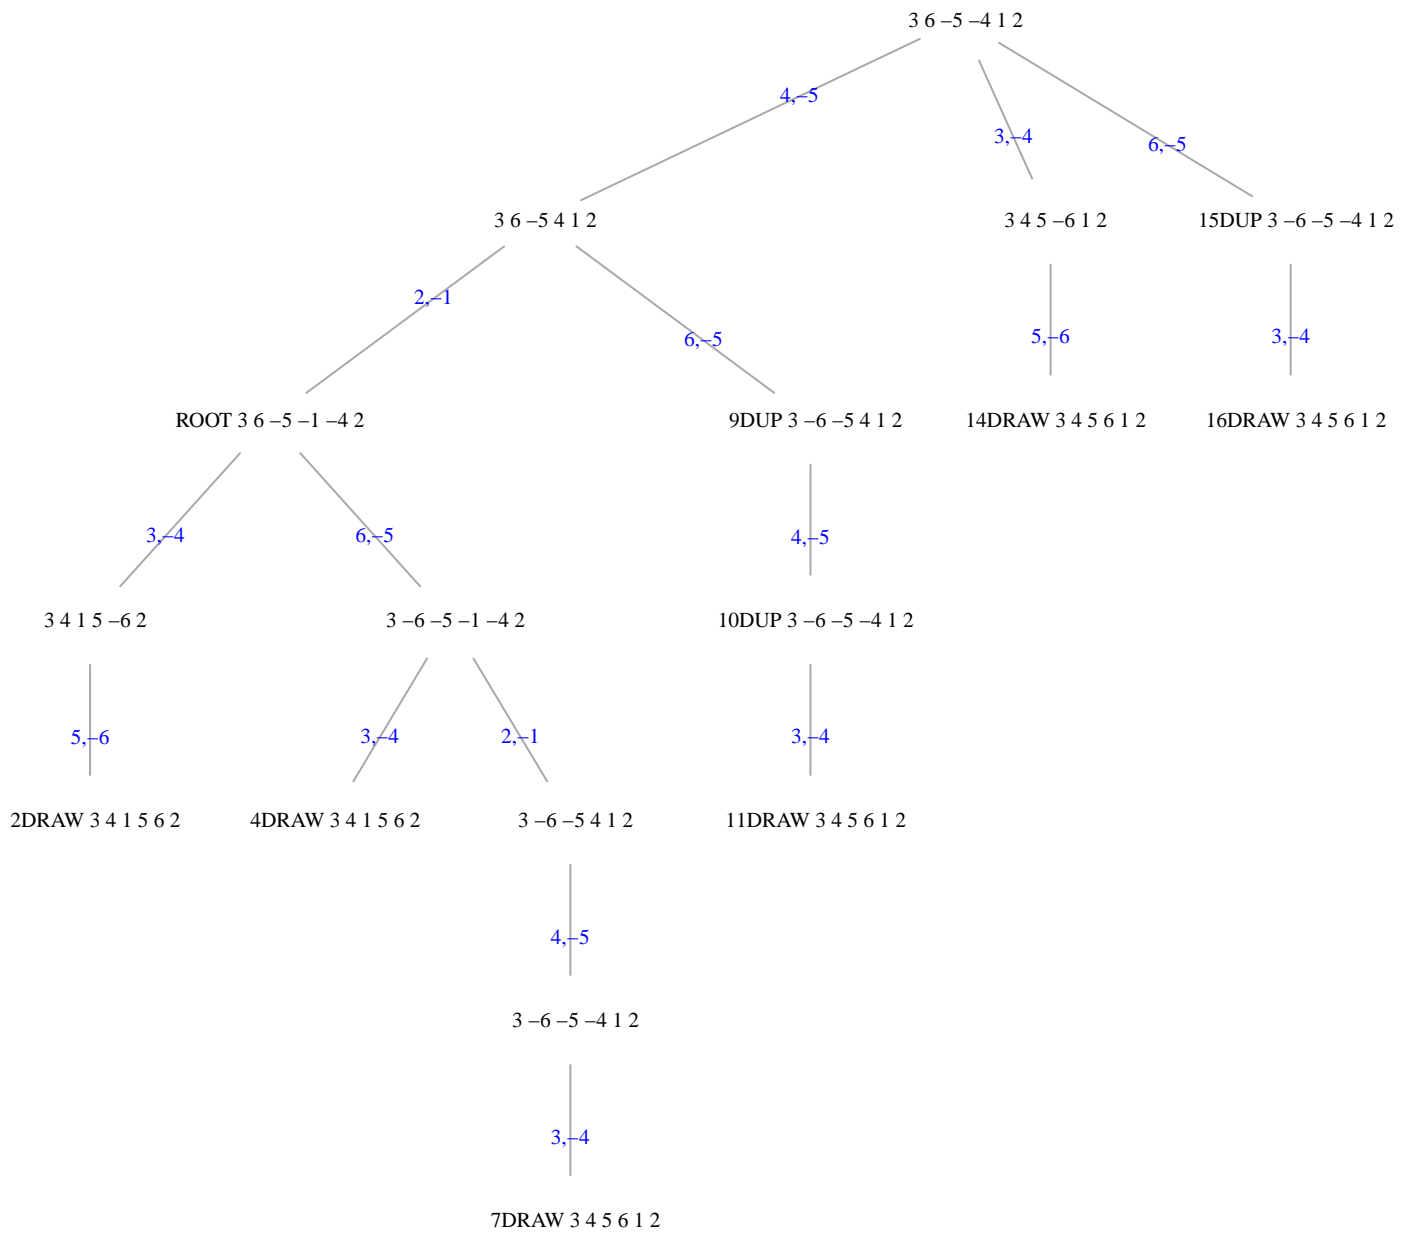 3 6 –5 –4 1 2
4,–5
3,–4
6,–5
3 6 –5 4 1 2
3 4 5 –6 1 2
15DUP 3 –6 –5 –4 1 2
2,–1
6,–5
5,–6
3,–4
ROOT 3 6 –5 –1 –4 2
9DUP 3 –6 –5 4 1 2
14DRAW 3 4 5 6 1 2
16DRAW 3 4 5 6 1 2
3,–4
6,–5
4,–5
3 4 1 5 –6 2
3 –6 –5 –1 –4 2
10DUP 3 –6 –5 –4 1 2
5,–6
3,–4
2,–1
3,–4
2DRAW 3 4 1 5 6 2
4DRAW 3 4 1 5 6 2
3 –6 –5 4 1 2
11DRAW 3 4 5 6 1 2
4,–5
3 –6 –5 –4 1 2
3,–4
7DRAW 3 4 5 6 1 2